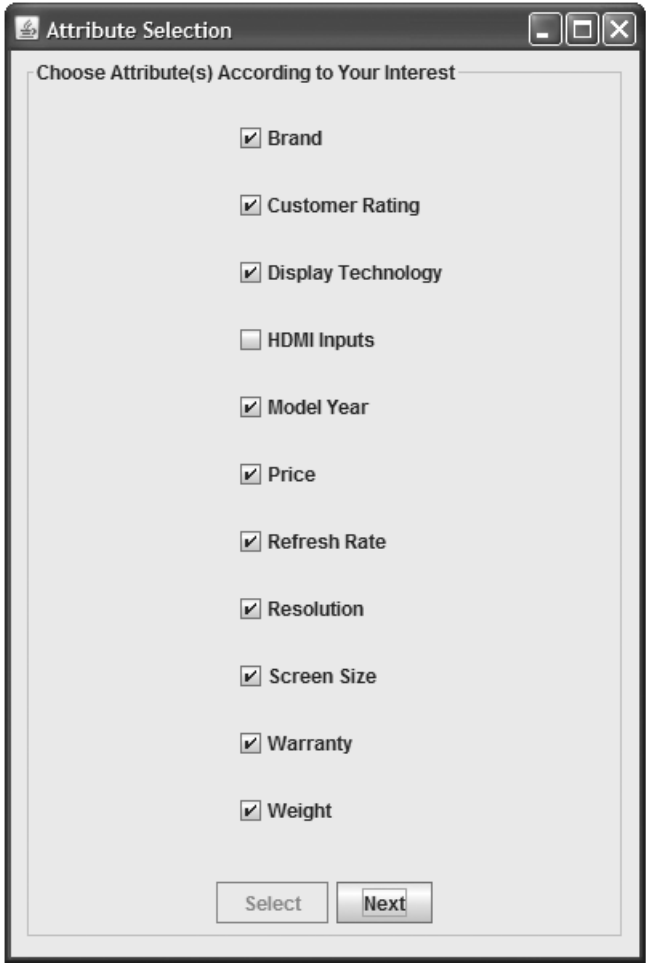 Attribute Selection
Choose Attribute(s) According to Your Interest
Brand
Customer Rating
Display Technology
HDMI Inputs
Model Year
Price
Refresh Rate
Resolution
Screen Size
Warranty
Weight
Select Next